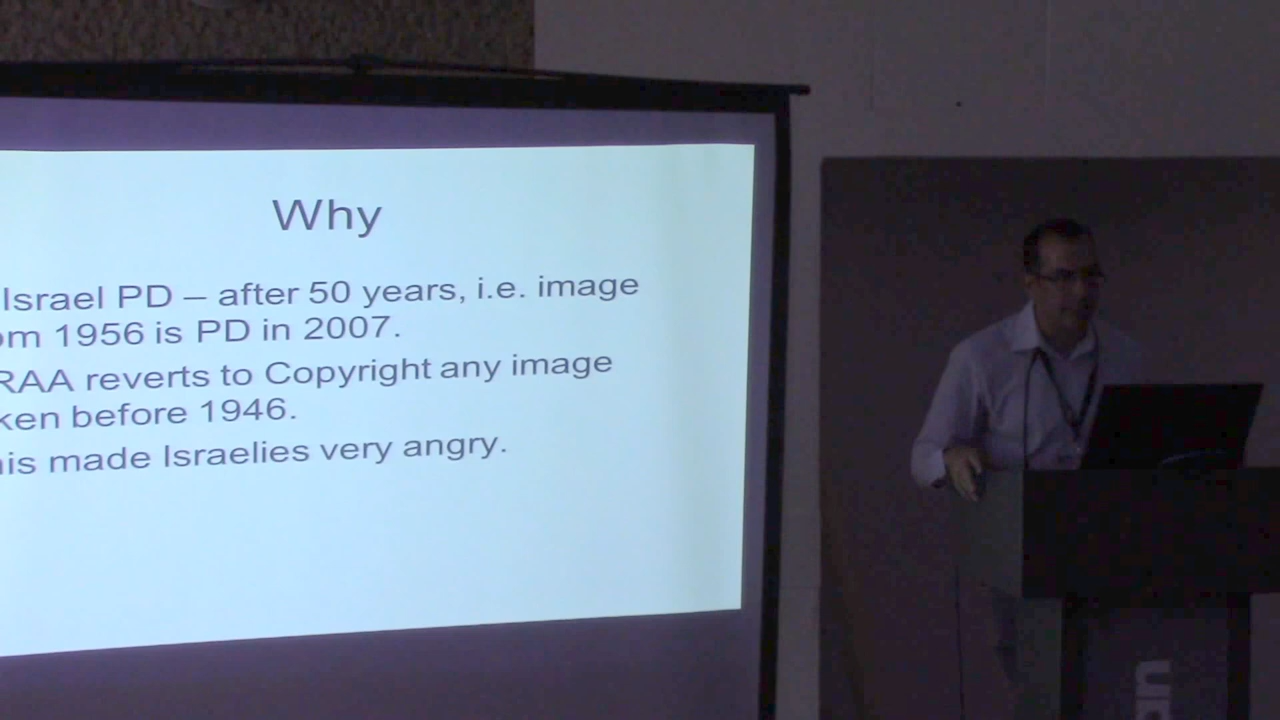 Why
Israel PD – after 50 years, i.e. image
om 1956 is PD in 2007.
RAA reverts to Copyright any image
ken before 1946.
is made Israelies very angry.